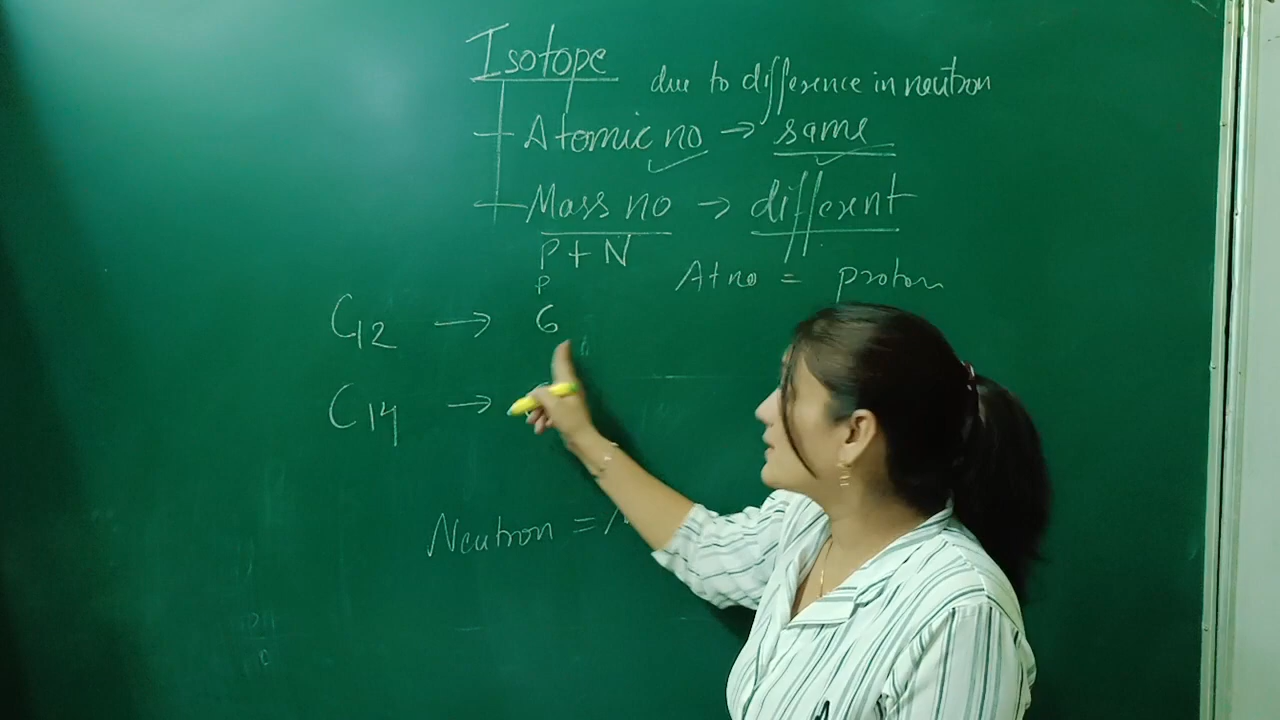 Isotope
due to difference in neutron
Atomic no → same
Mass no → different
P + N
At no = proton
P
C12 → 6
C14 →
Neutron =